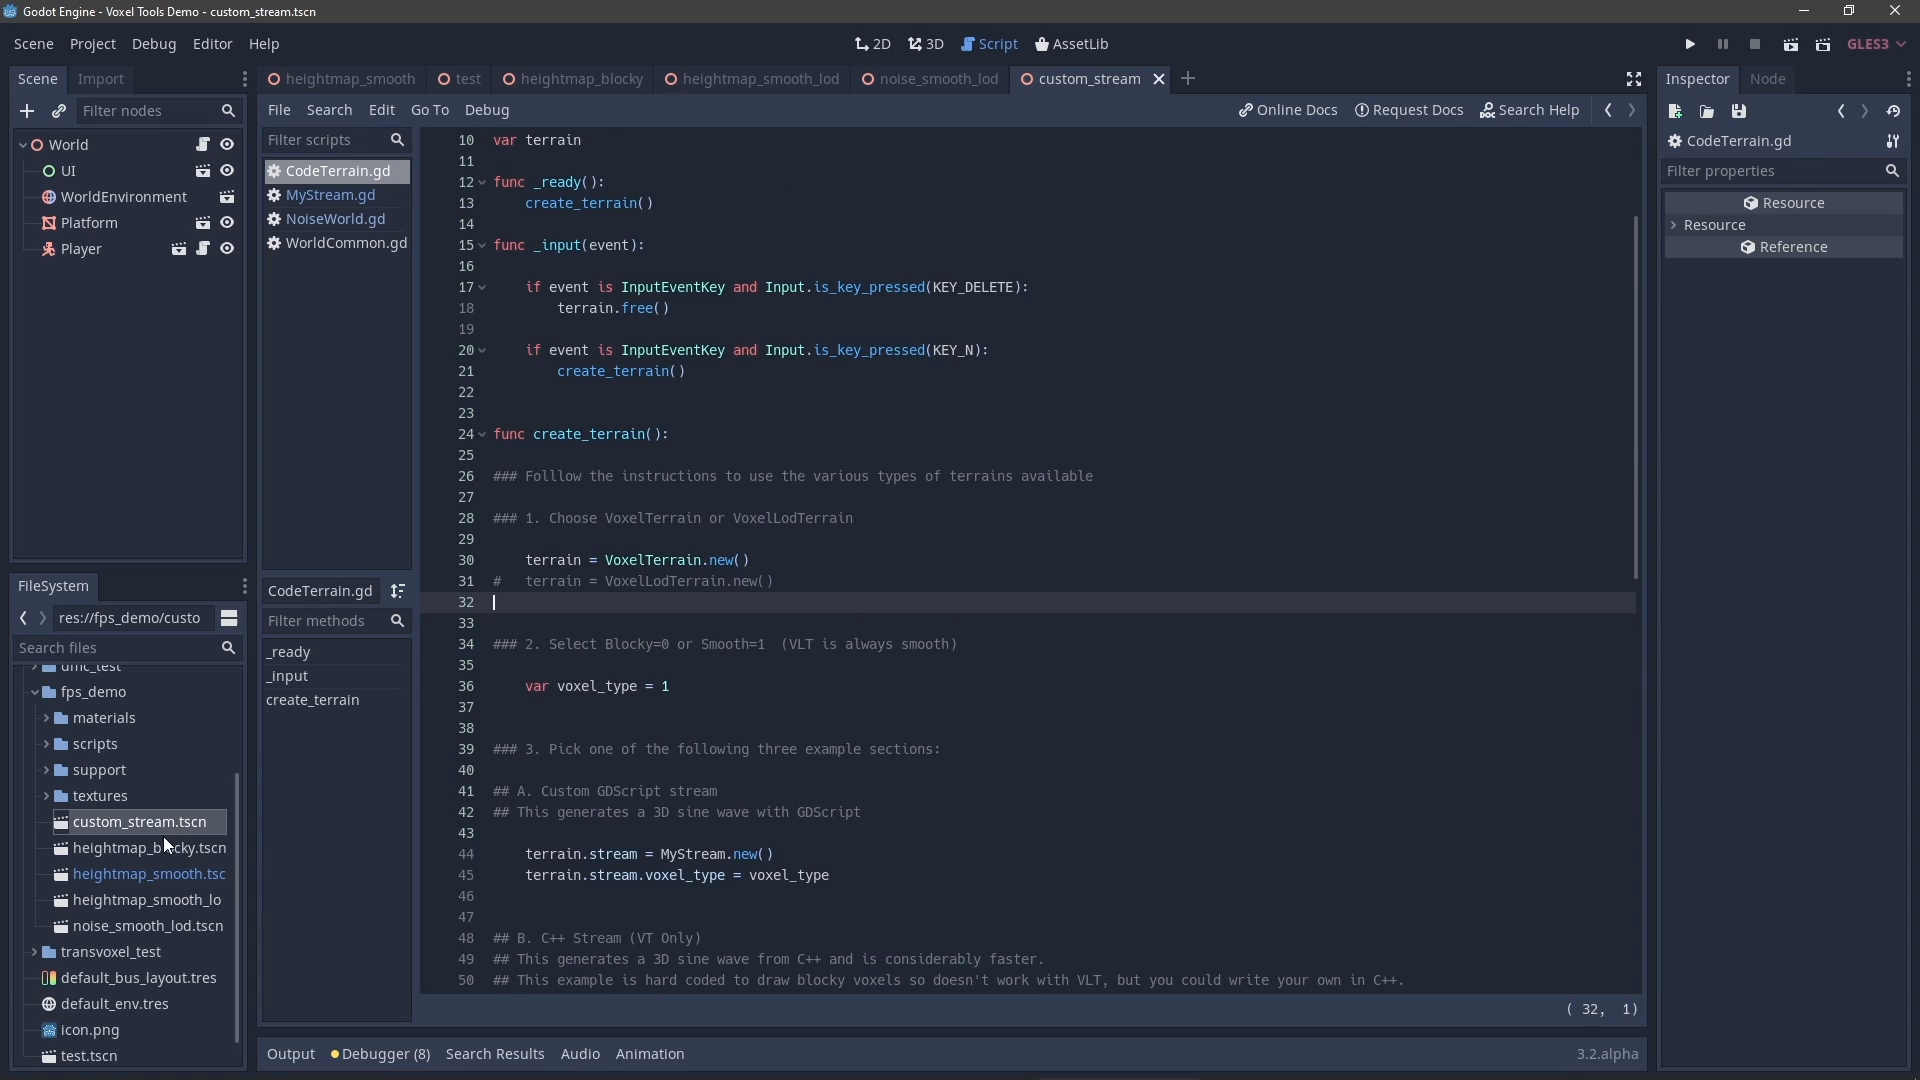 Godot Engine - Voxel Tools Demo - custom_stream.tscn
Scene Project Debug Editor Help
2D 3D Script AssetLib
GLES3
Scene Import
Filter nodes
World
UI
WorldEnvironment
Platform
Player
FileSystem
res://fps_demo/custo
Search files
dmc_test
fps_demo
materials
scripts
support
textures
custom_stream.tscn
heightmap_blocky.tscn
heightmap_smooth.tsc
heightmap_smooth_lo
noise_smooth_lod.tscn
transvoxel_test
default_bus_layout.tres
default_env.tres
icon.png
test.tscn
heightmap_smooth test heightmap_blocky heightmap_smooth_lod noise_smooth_lod custom_stream
File Search Edit Go To Debug
Online Docs Request Docs Search Help
Filter scripts
CodeTerrain.gd
MyStream.gd
NoiseWorld.gd
WorldCommon.gd
CodeTerrain.gd
Filter methods
_ready
_input
create_terrain
10 var terrain
11
12 func _ready():
13 create_terrain()
14
15 func _input(event):
16
17 if event is InputEventKey and Input.is_key_pressed(KEY_DELETE):
18 terrain.free()
19
20 if event is InputEventKey and Input.is_key_pressed(KEY_N):
21 create_terrain()
22
23
24 func create_terrain():
25
26 ### Folllow the instructions to use the various types of terrains available
27
28 ### 1. Choose VoxelTerrain or VoxelLodTerrain
29
30 terrain = VoxelTerrain.new()
31 # terrain = VoxelLodTerrain.new()
32
33
34 ### 2. Select Blocky=0 or Smooth=1 (VLT is always smooth)
35
36 var voxel_type = 1
37
38
39 ### 3. Pick one of the following three example sections:
40
41 ## A. Custom GDScript stream
42 ## This generates a 3D sine wave with GDScript
43
44 terrain.stream = MyStream.new()
45 terrain.stream.voxel_type = voxel_type
46
47
48 ## B. C++ Stream (VT Only)
49 ## This generates a 3D sine wave from C++ and is considerably faster.
50 ## This example is hard coded to draw blocky voxels so doesn't work with VLT, but you could write your own in C++.
( 32, 1)
Output Debugger (8) Search Results Audio Animation
3.2.alpha
Inspector Node
CodeTerrain.gd
Filter properties
Resource
Resource
Reference